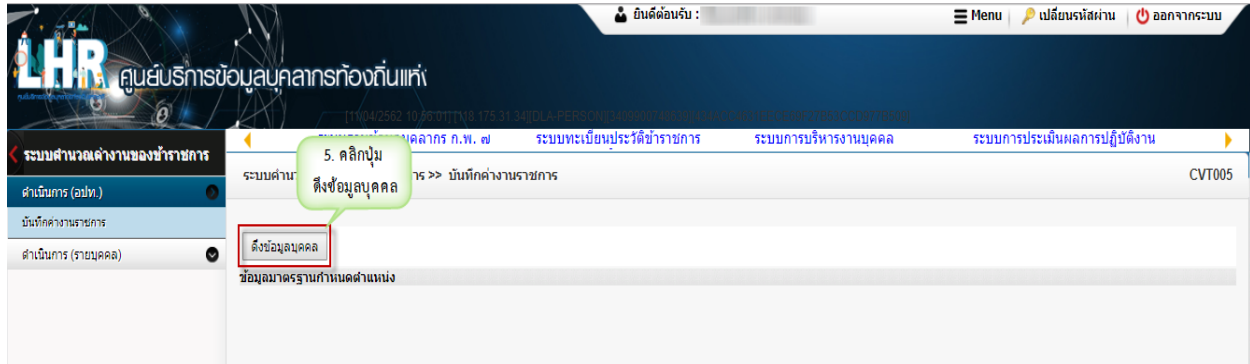 ยินดีต้อนรับ :
Menu
เปลี่ยนรหัสผ่าน
ออกจากระบบ
LHR ศูนย์บริการข้อมูลบุคลากรท้องถิ่นแห่ง
ระบบทะเบียนประวัติข้าราชการ
ระบบการบริหารงานบุคคล
ระบบการประเมินผลการปฏิบัติงาน
ระบบคำนวณค่างานของข้าราชการ
5. คลิกปุ่ม
ดึงข้อมูลบุคคล
>> บันทึกค่างานราชการ
CVT005
ดำเนินการ (อปท.)
บันทึกค่างานราชการ
ดำเนินการ (รายบุคคล)
ดึงข้อมูลบุคคล
ข้อมูลมาตรฐานกำหนดตำแหน่ง